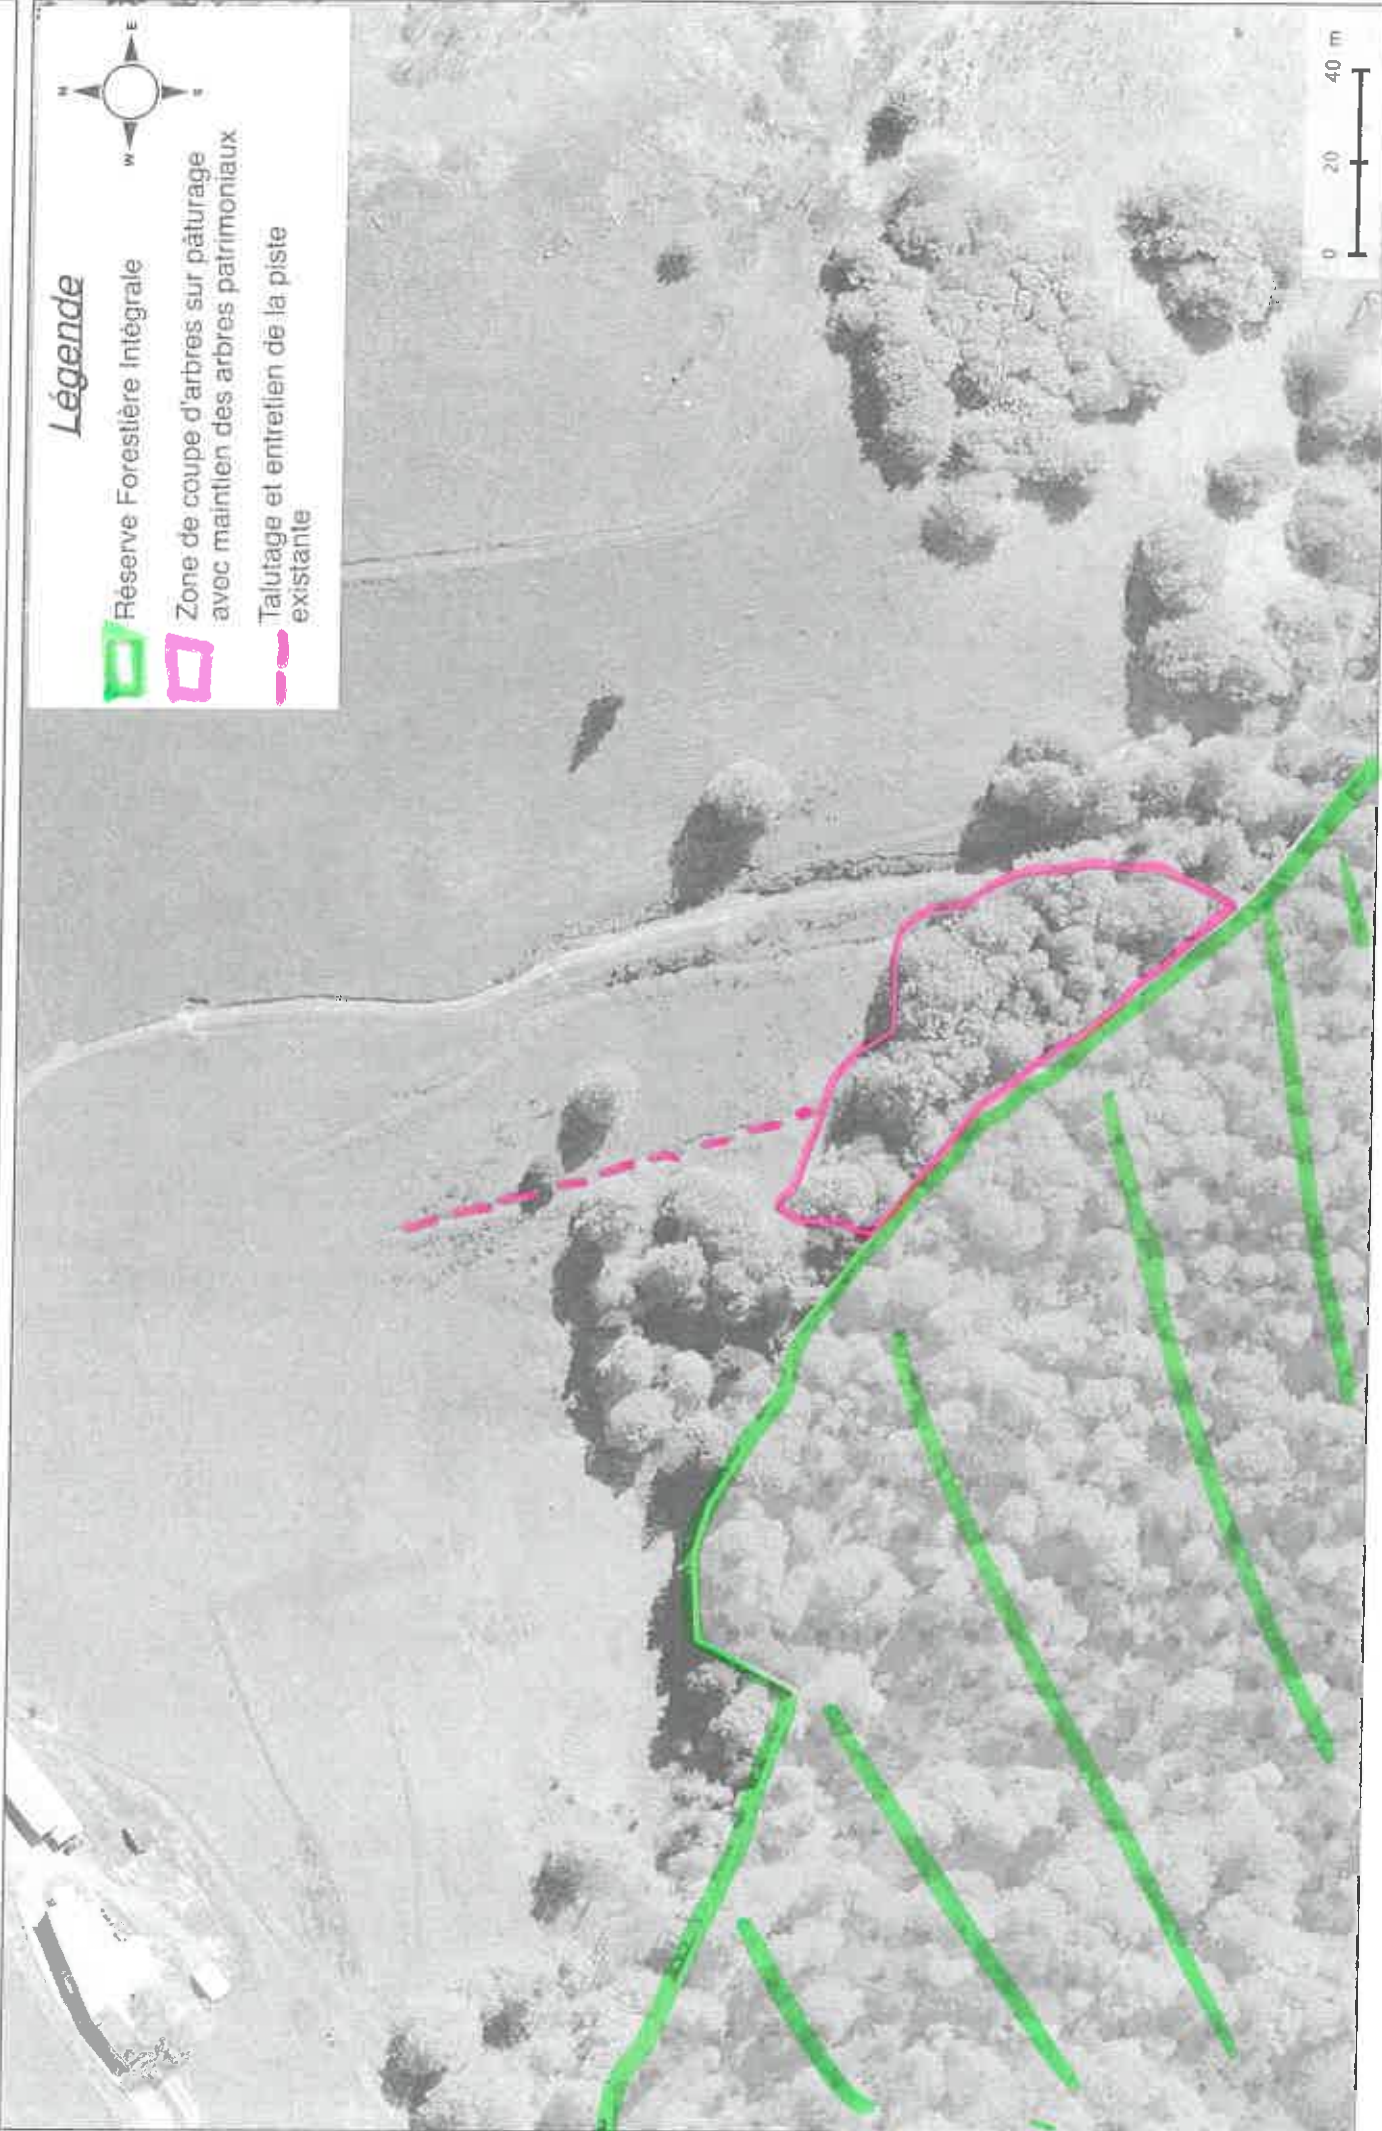 Légende
Réserve Forestière Intégrale
Zone de coupe d'arbres sur pâturage
avec maintien des arbres patrimoniaux
Talutage et entretien de la piste
existante
N
W
E
S
0 20 40 m